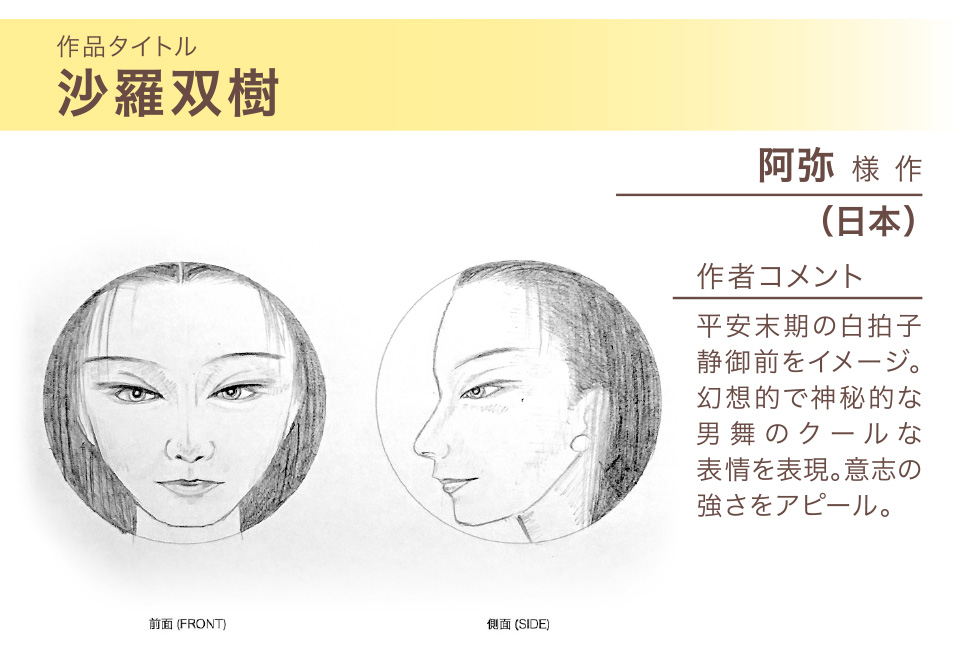 作品タイトル
沙羅双樹
阿弥 様 作
（日本）
作者コメント
平安末期の白拍子
静御前をイメージ。
幻想的で神秘的な
男舞のクールな
表情を表現。意志の
強さをアピール。
前面 (FRONT)
側面 (SIDE)